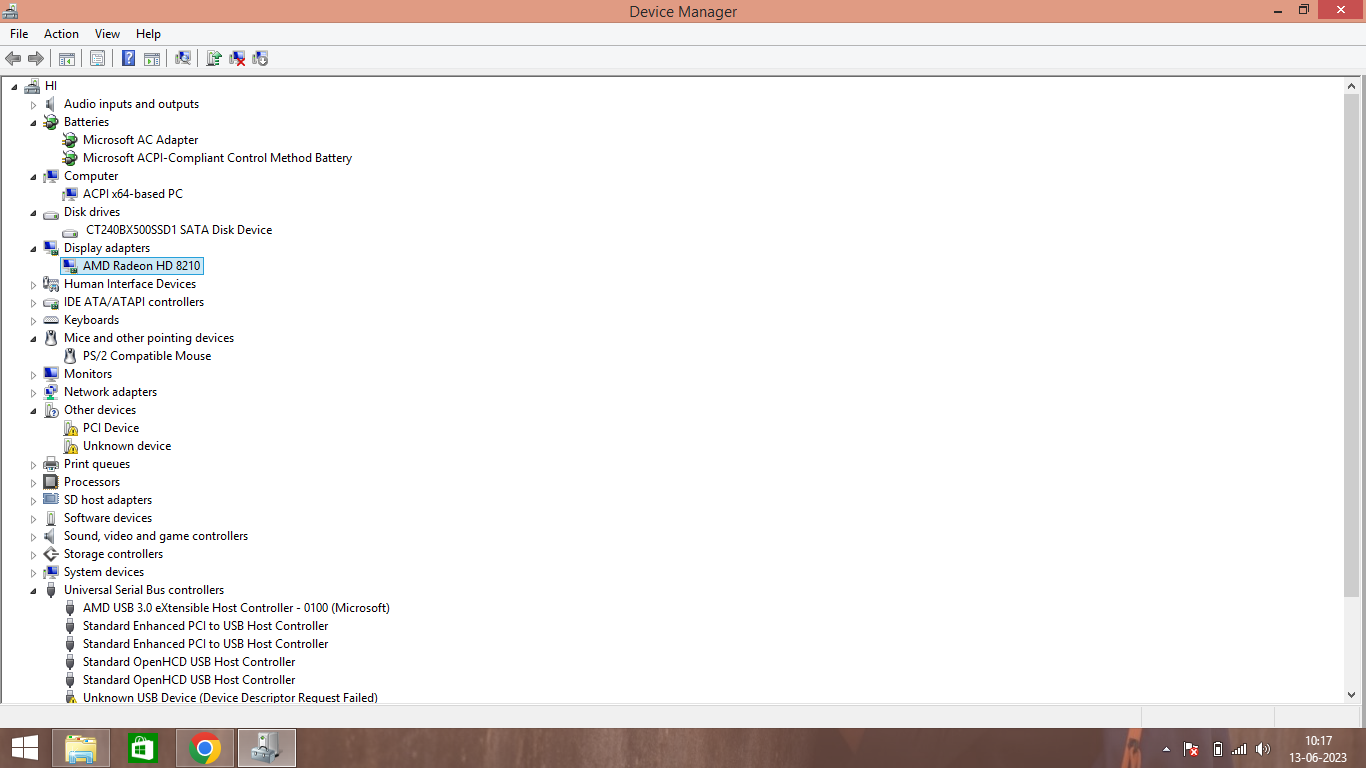 Device Manager
File Action View Help
HI
Audio inputs and outputs
Batteries
Microsoft AC Adapter
Microsoft ACPI-Compliant Control Method Battery
Computer
ACPI x64-based PC
Disk drives
CT240BX500SSD1 SATA Disk Device
Display adapters
AMD Radeon HD 8210
Human Interface Devices
IDE ATA/ATAPI controllers
Keyboards
Mice and other pointing devices
PS/2 Compatible Mouse
Monitors
Network adapters
Other devices
PCI Device
Unknown device
Print queues
Processors
SD host adapters
Software devices
Sound, video and game controllers
Storage controllers
System devices
Universal Serial Bus controllers
AMD USB 3.0 eXtensible Host Controller - 0100 (Microsoft)
Standard Enhanced PCI to USB Host Controller
Standard Enhanced PCI to USB Host Controller
Standard OpenHCD USB Host Controller
Standard OpenHCD USB Host Controller
Unknown USB Device (Device Descriptor Request Failed)
10:17
13-06-2023